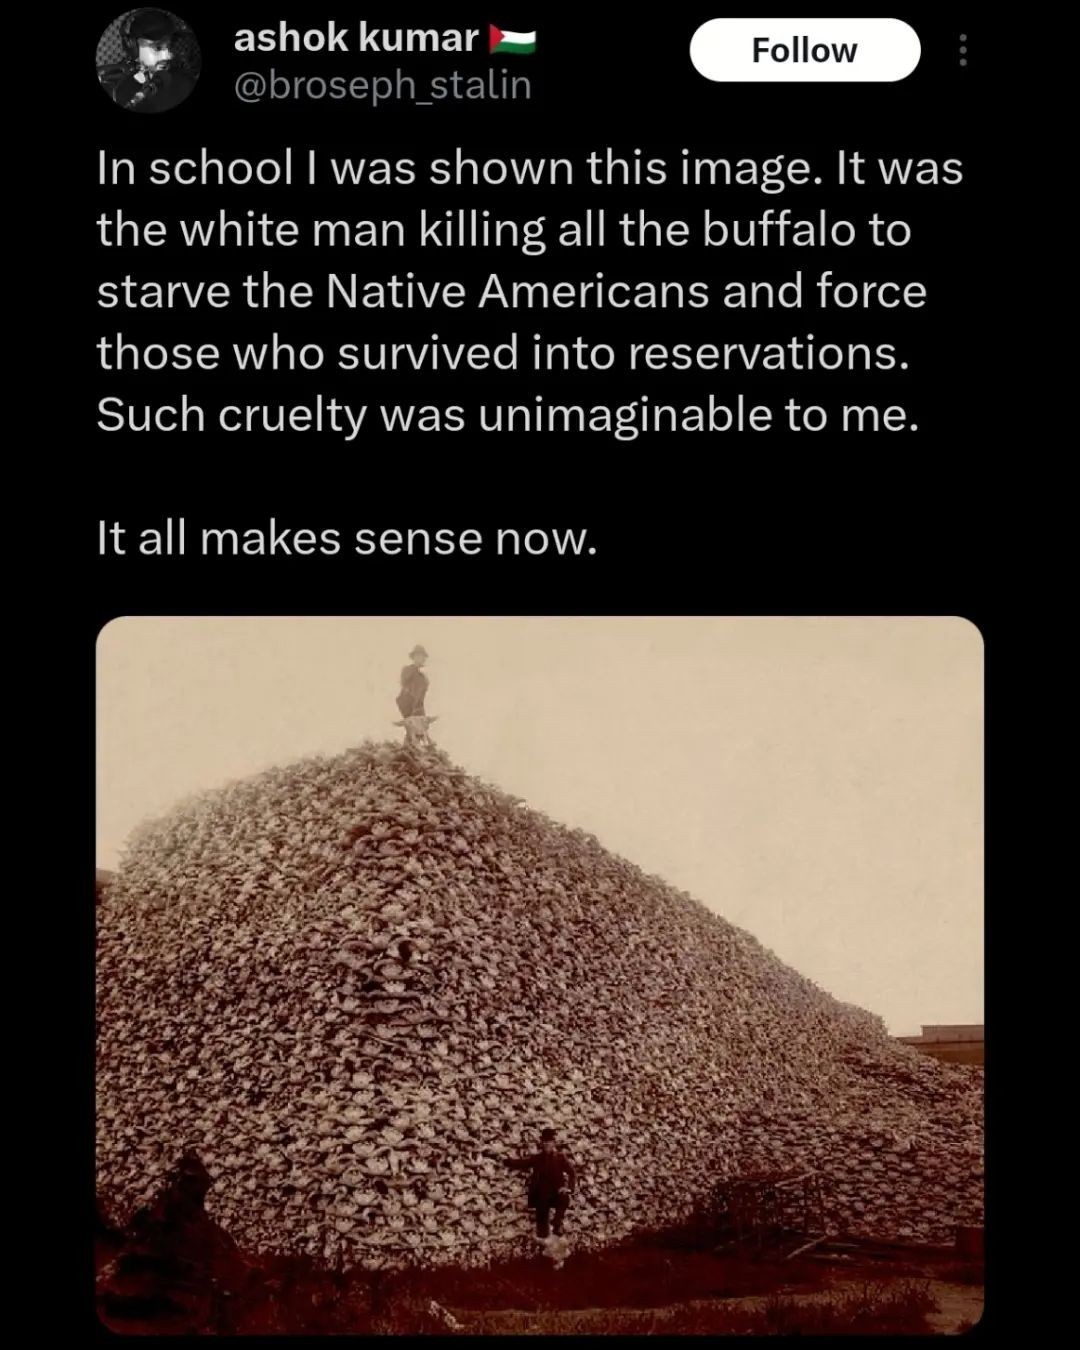 ashok kumar 🇵🇸
Follow
@broseph_stalin
In school I was shown this image. It was
the white man killing all the buffalo to
starve the Native Americans and force
those who survived into reservations.
Such cruelty was unimaginable to me.
It all makes sense now.